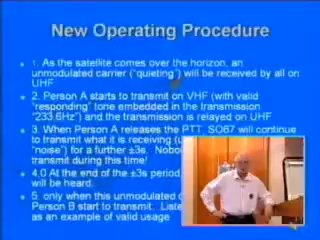 New Operating Procedure
1. As the satellite comes over the horizon, an
unmodulated carrier ("quieting") will be received by all on
UHF
2. Person A starts to transmit on VHF (with valid
"responding" tone embedded in the transmission
"233.6Hz") and the transmission is relayed on UHF
3. When Person A releases the PTT, SO67 will continue
to transmit what it is receiving (u
"noise") for a further ±3s. Nobo
transmit during this time!
4.0 At the end of the ±3s period,
will be heard.
5. only when this unmodulated c
Person B start to transmit. Liste
as an example of valid usage